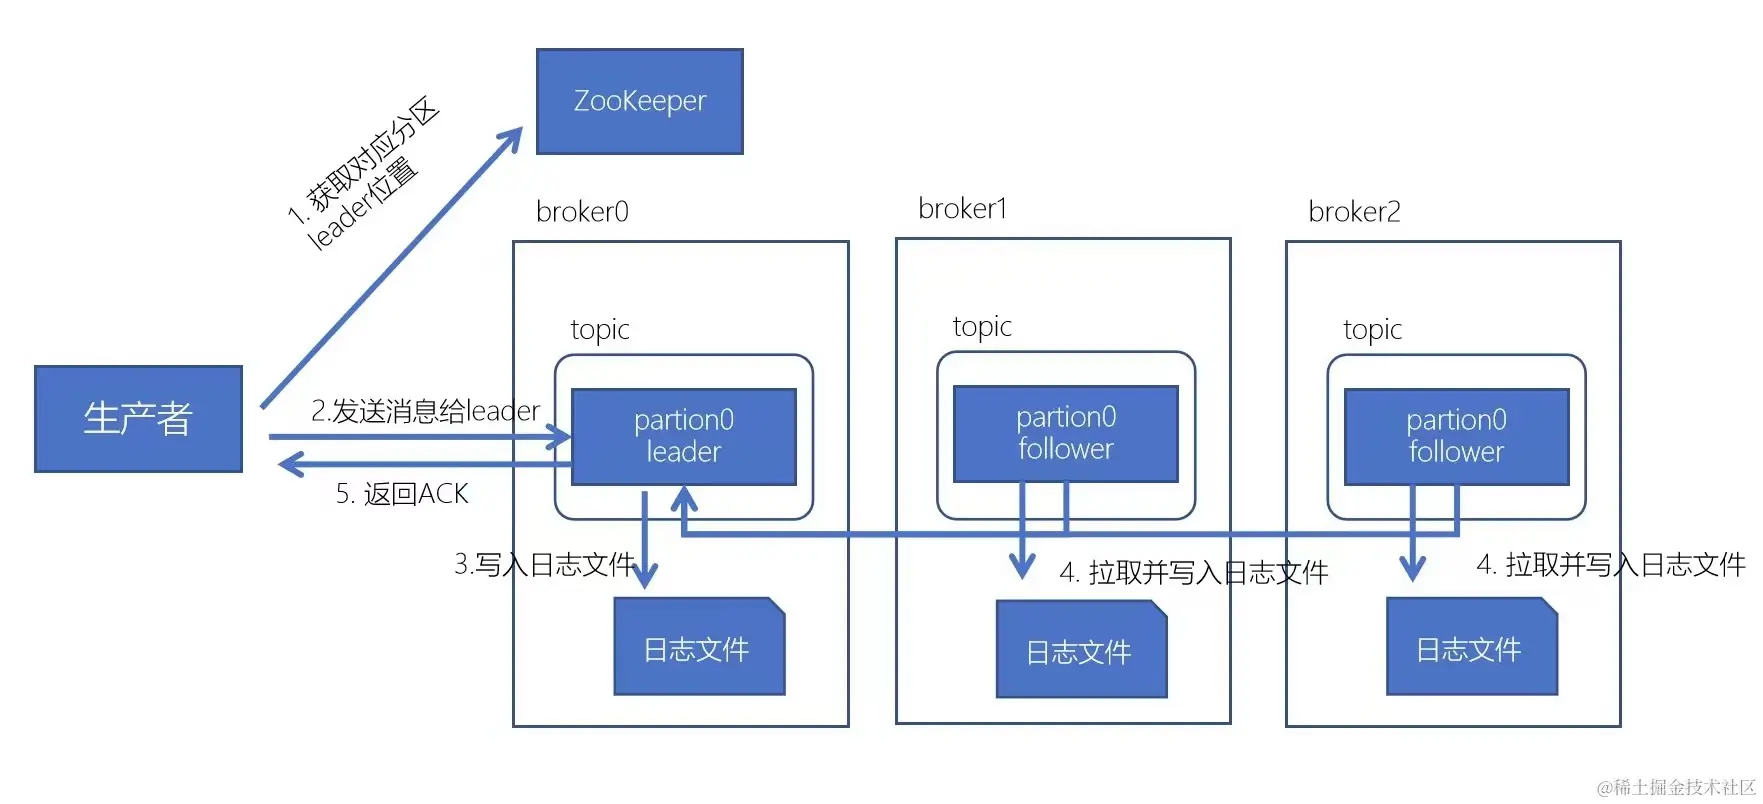 ZooKeeper
1. 获取对应分区
leader位置
broker0
broker1
broker2
topic
topic
topic
生产者
2.发送消息给leader
partion0
leader
partion0
follower
partion0
follower
5. 返回ACK
3.写入日志文件
4. 拉取并写入日志文件
4. 拉取并写入日志文件
日志文件
日志文件
日志文件
@稀土掘金技术社区